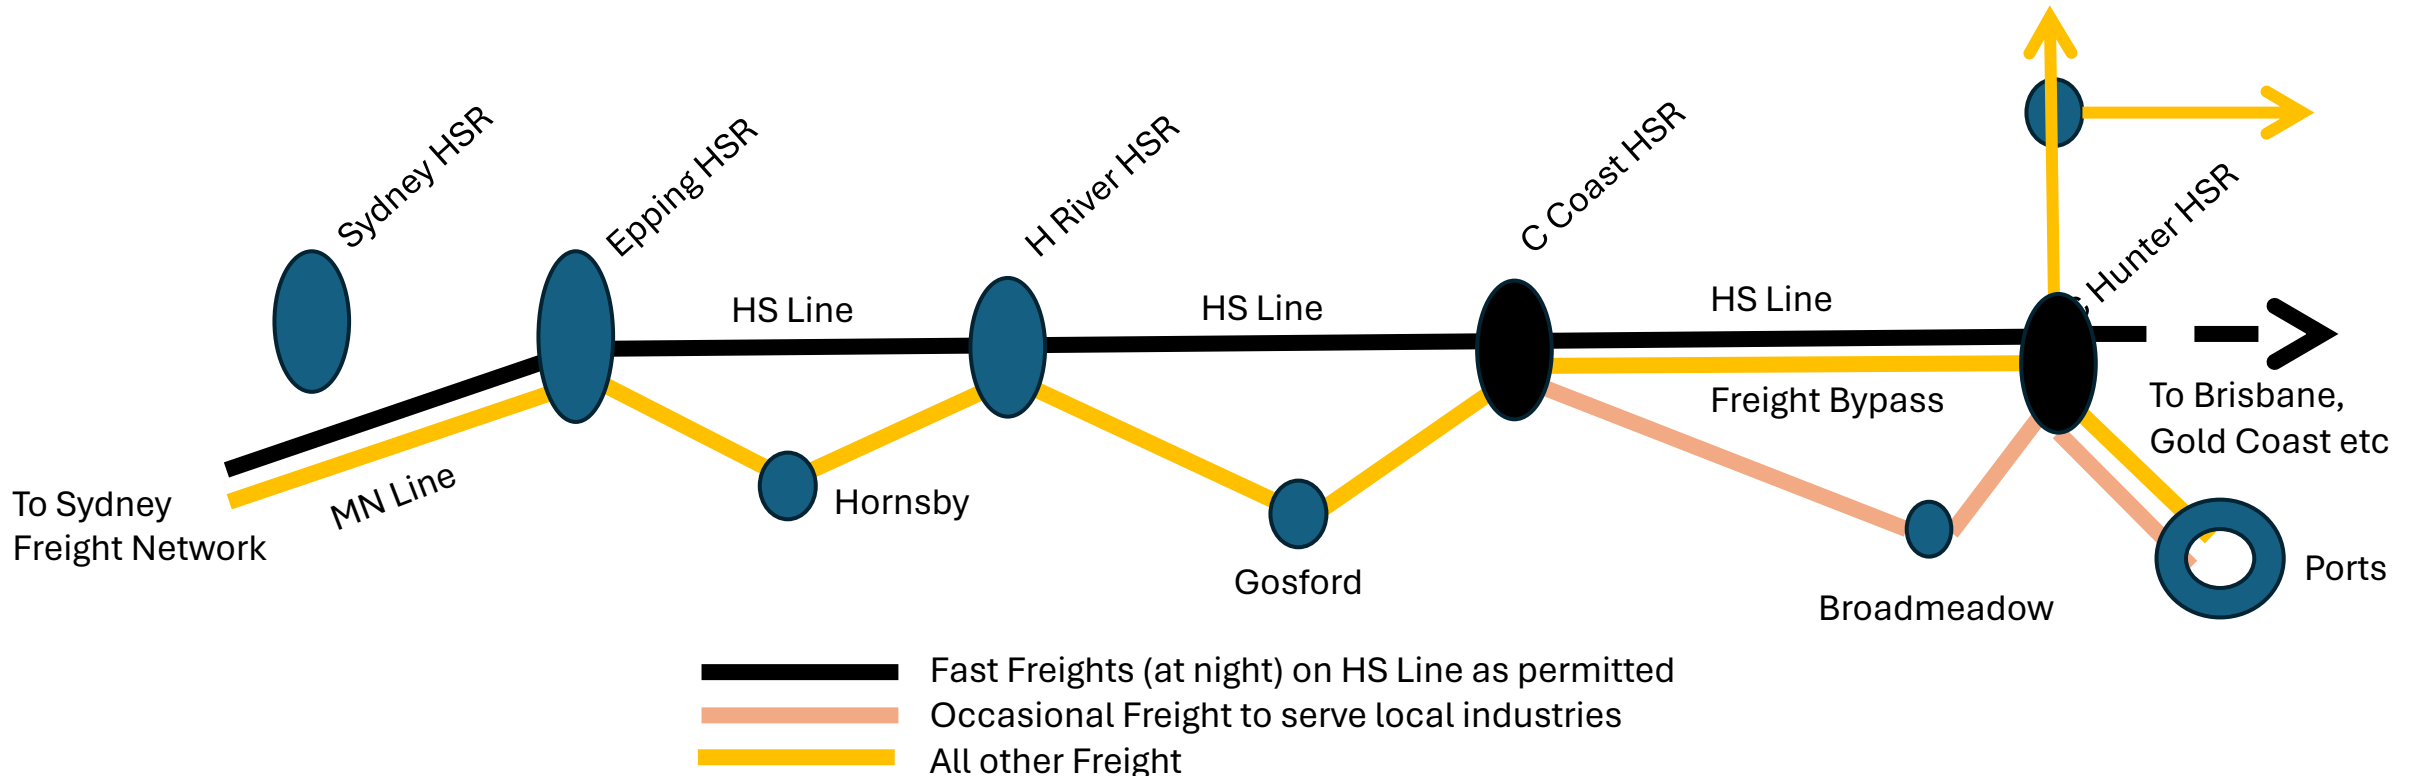 Sydney HSR
Epping HSR
H River HSR
C Coast HSR
C Hunter HSR
HS Line
HS Line
HS Line
Freight Bypass
To Brisbane,
Gold Coast etc
MN Line
To Sydney
Freight Network
Hornsby
Gosford
Broadmeadow
Ports
Fast Freights (at night) on HS Line as permitted
Occasional Freight to serve local industries
All other Freight